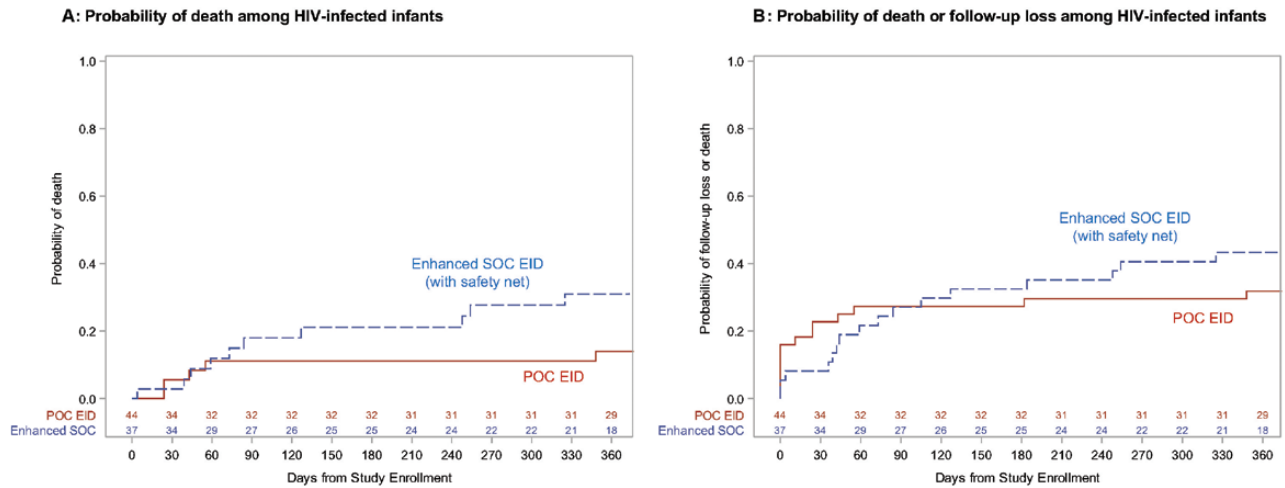 A: Probability of death among HIV-infected infants
1.0
0.8
0.6
0.4
0.2
0.0
Probability of death
Enhanced SOC EID
(with safety net)
POC EID
POC EID 44 34 32 32 32 32 32 31 31 31 31 31 29
Enhanced SOC 37 34 29 27 26 25 25 24 24 22 22 21 18
0 30 60 90 120 150 180 210 240 270 300 330 360
Days from Study Enrollment
B: Probability of death or follow-up loss among HIV-infected infants
1.0
0.8
0.6
0.4
0.2
0.0
Probability of follow-up loss or death
Enhanced SOC EID
(with safety net)
POC EID
POC EID 44 34 32 32 32 32 32 31 31 31 31 31 29
Enhanced SOC 37 34 29 27 26 25 25 24 24 22 22 21 18
0 30 60 90 120 150 180 210 240 270 300 330 360
Days from Study Enrollment